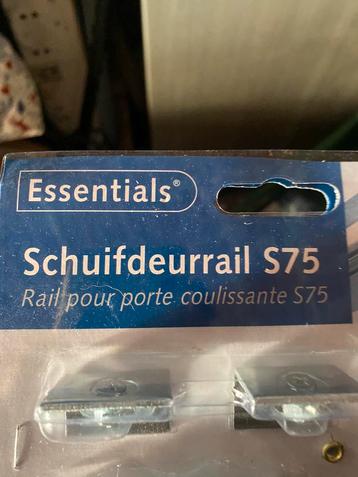 Essentials®
Schuifdeurrail S75
Rail pour porte coulissante S75